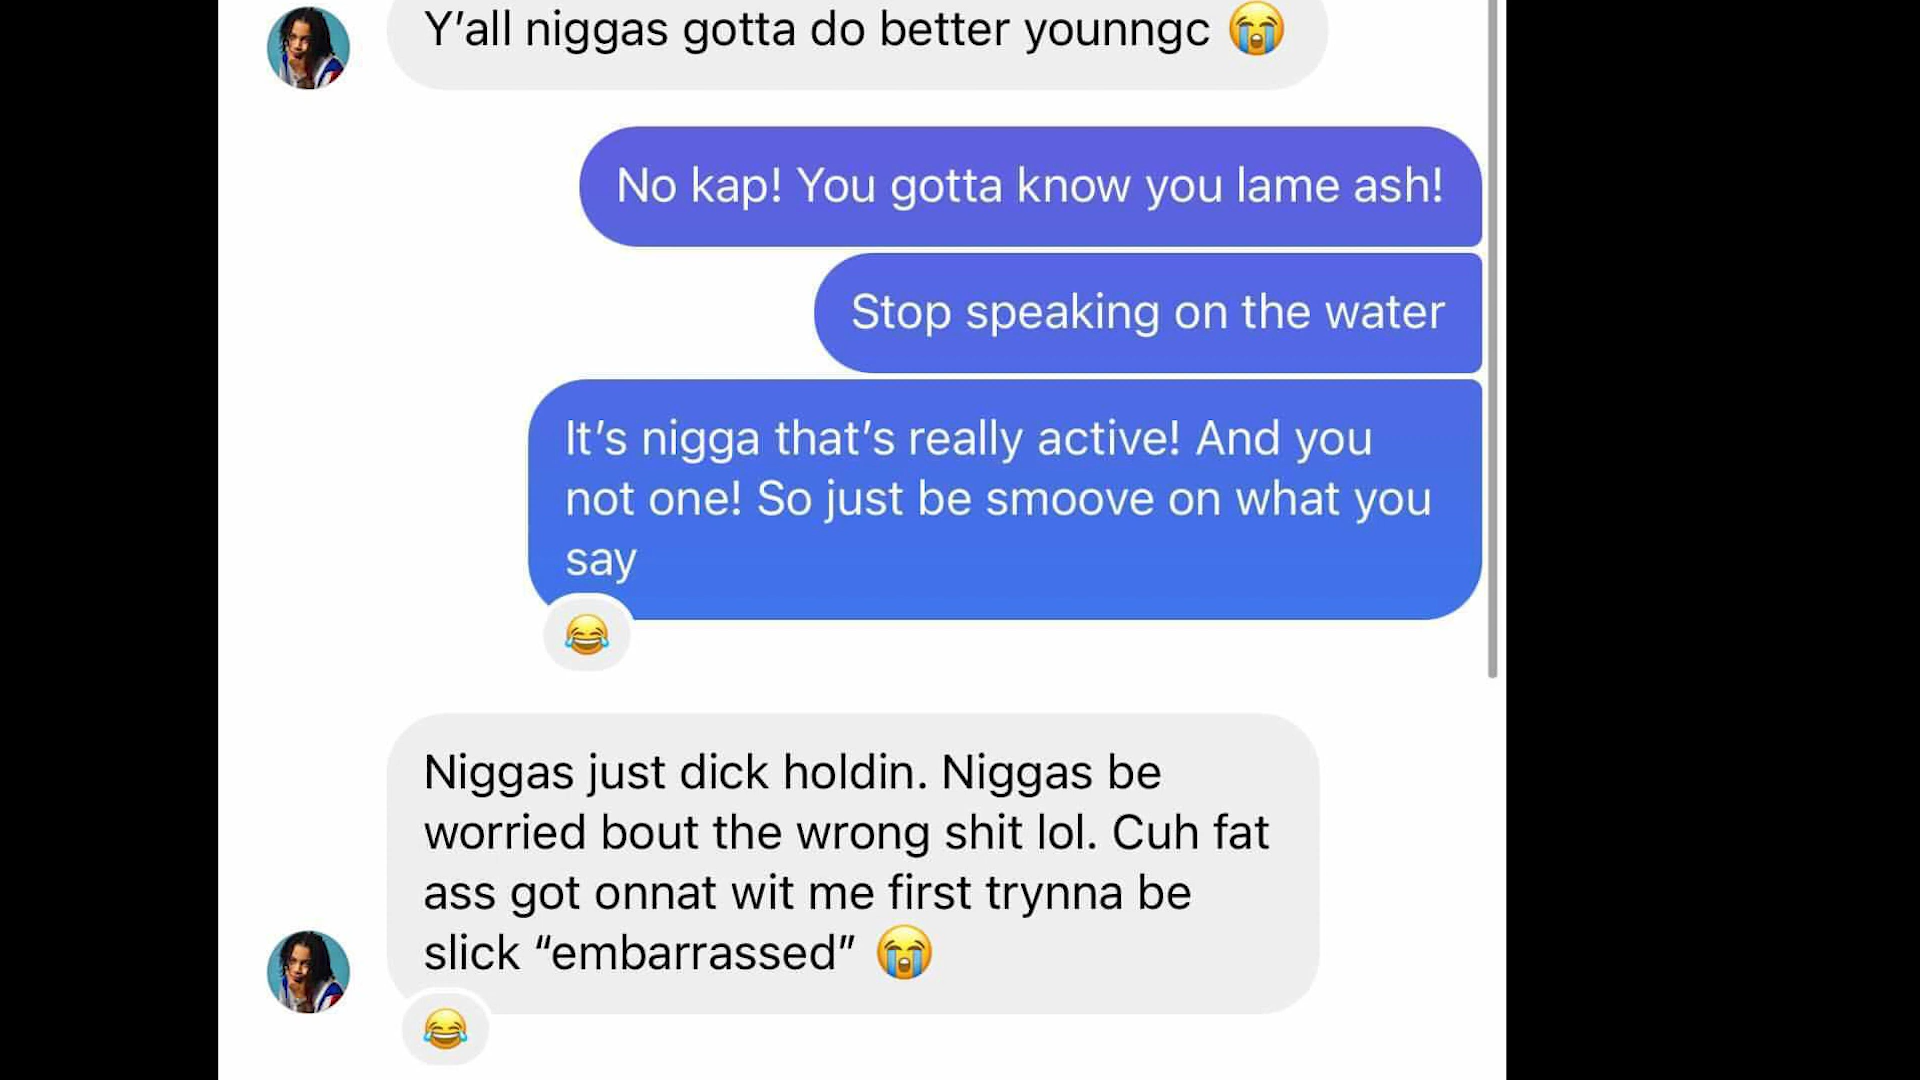 Y'all niggas gotta do better younngc 😭
No kap! You gotta know you lame ash!
Stop speaking on the water
It's nigga that's really active! And you
not one! So just be smoove on what you
say
😂
Niggas just dick holdin. Niggas be
worried bout the wrong shit lol. Cuh fat
ass got onnat wit me first trynna be
slick “embarrassed” 😭
😂